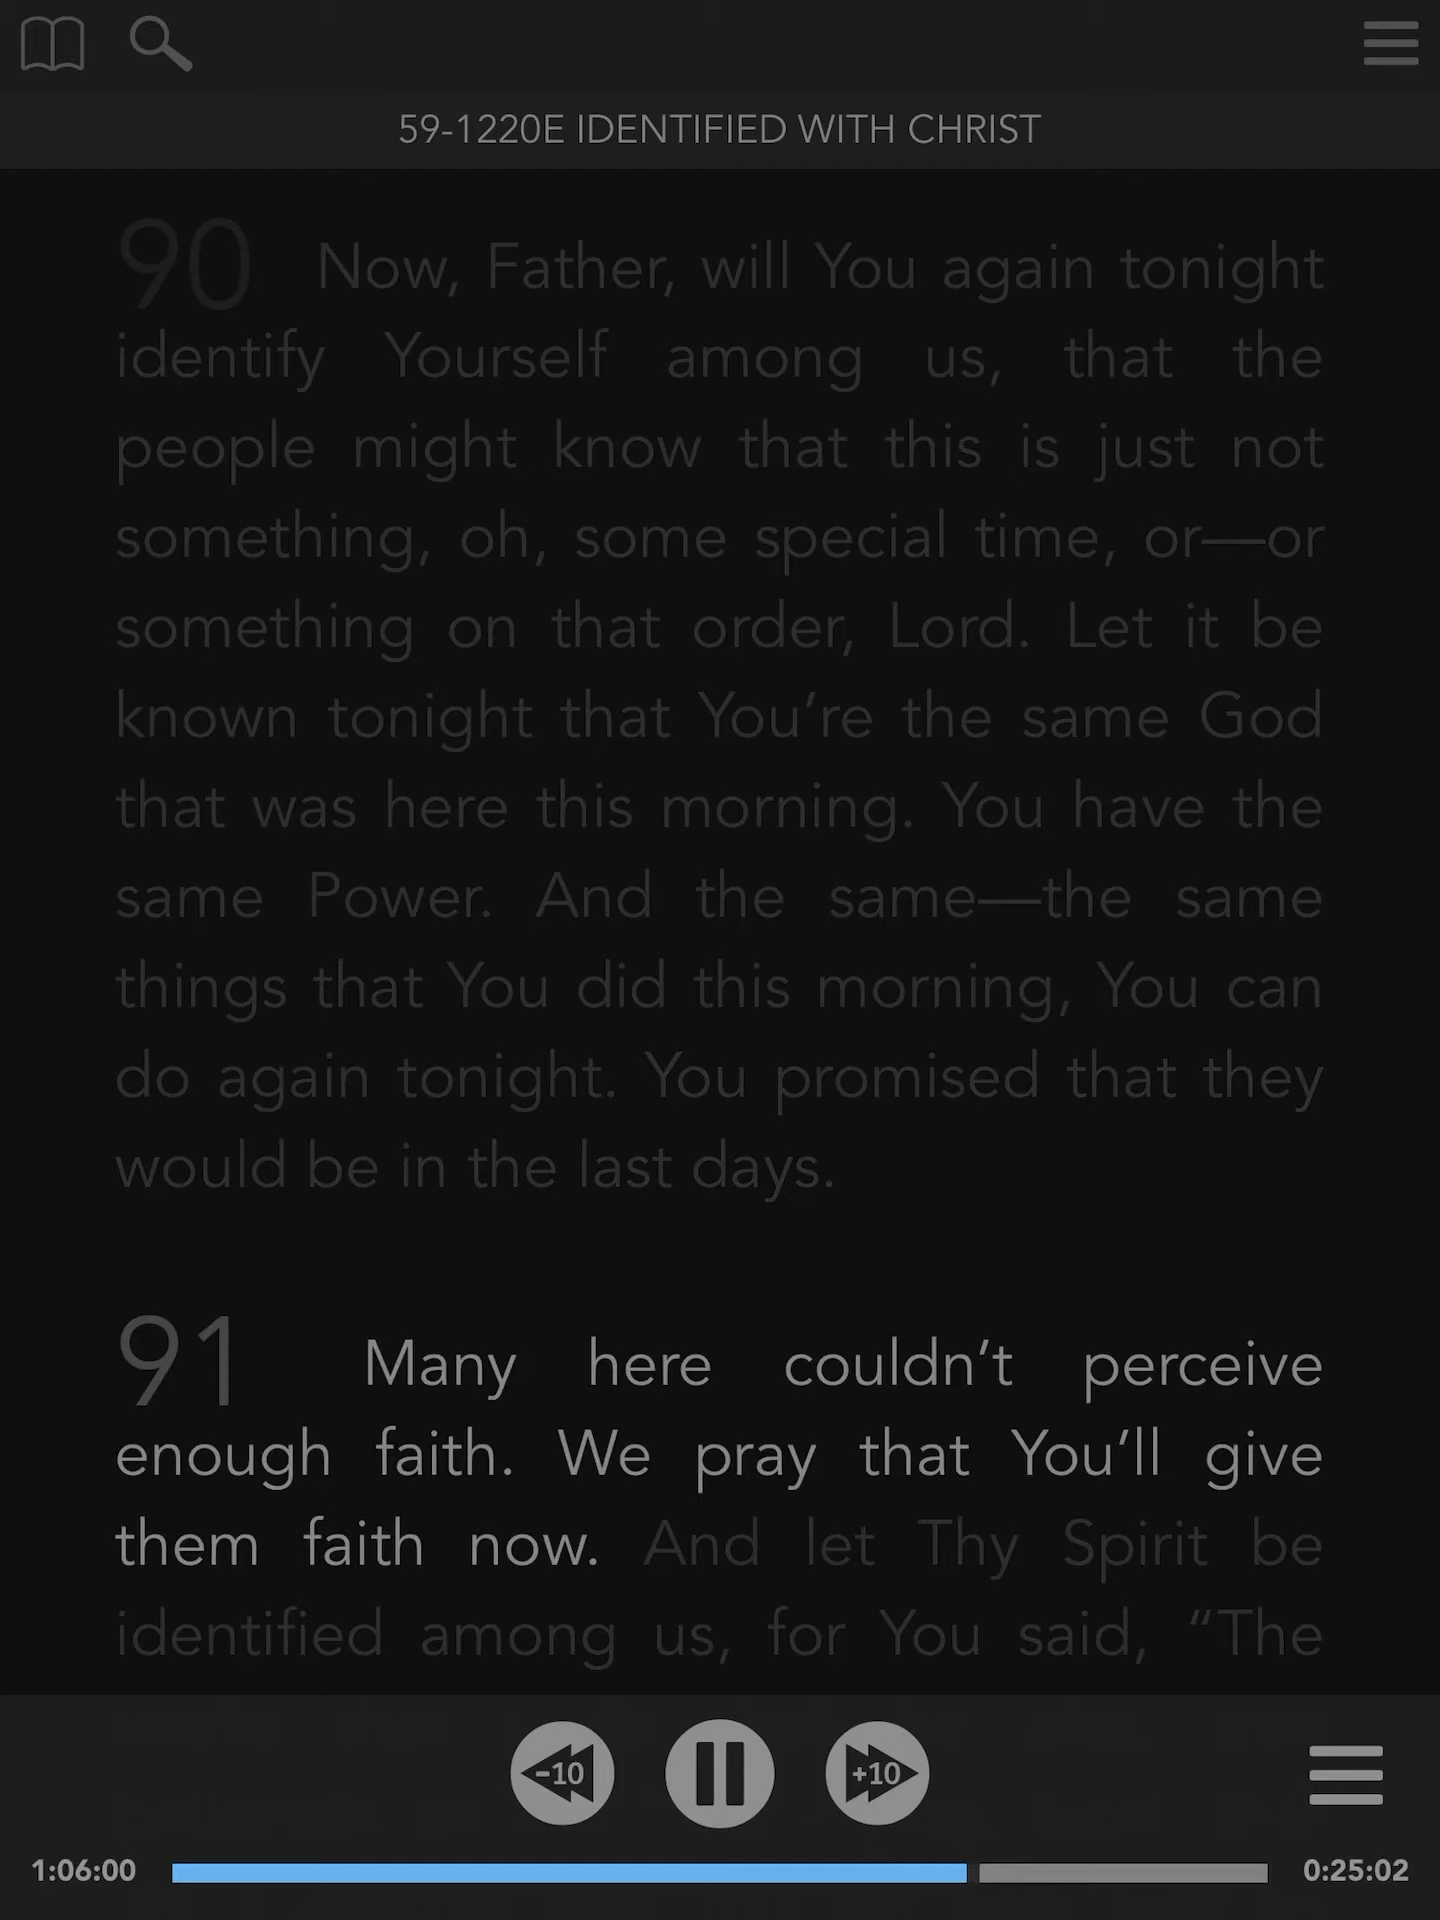 59-1220E IDENTIFIED WITH CHRIST
90 Now, Father, will You again tonight
identify Yourself among us, that the
people might know that this is just not
something, oh, some special time, or—or
something on that order, Lord. Let it be
known tonight that You’re the same God
that was here this morning. You have the
same Power. And the same—the same
things that You did this morning, You can
do again tonight. You promised that they
would be in the last days.
91 Many here couldn’t perceive
enough faith. We pray that You’ll give
them faith now. And let Thy Spirit be
identified among us, for You said, “The
-10 +10
1:06:00 0:25:02